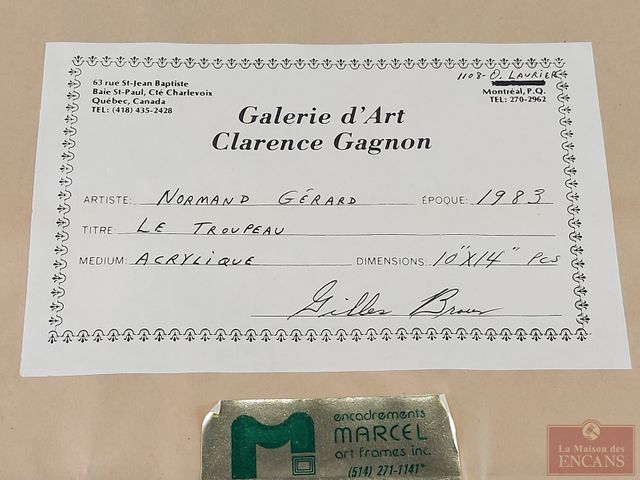 63 rue St-Jean Baptiste
Baie St-Paul, Cté Charlevoix
Québec, Canada
TEL: (418) 435-2428
1108-O. LAURIER
Montréal, P.Q.
TEL: 270-2962
Galerie d'Art
Clarence Gagnon
ARTISTE: NORMAND GÉRARD ÉPOQUE: 1983
TITRE: LE TROUPEAU
MEDIUM: ACRYLIQUE DIMENSIONS: 10"X14" PCS
Gilles Brown
encadrements
MARCEL
art frames inc.
(514) 271-1141
La Maison des
ENCANS